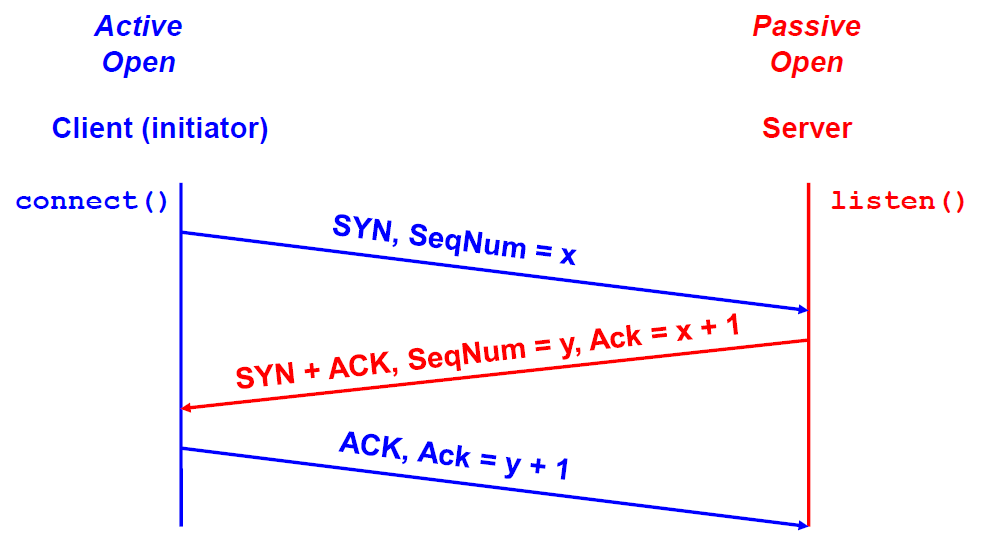 Active
Open
Passive
Open
Client (initiator)
Server
connect()
listen()
SYN, SeqNum = x
SYN + ACK, SeqNum = y, Ack = x + 1
ACK, Ack = y + 1